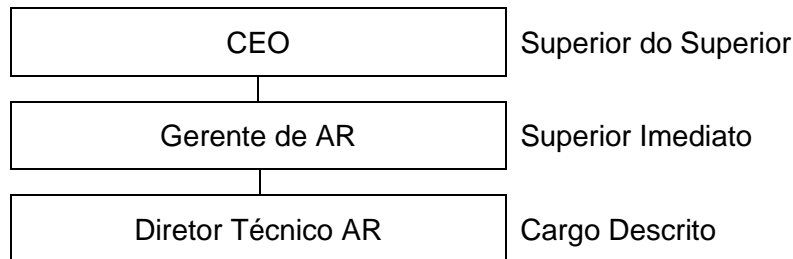 CEO Superior do Superior
Gerente de AR Superior Imediato
Diretor Técnico AR Cargo Descrito